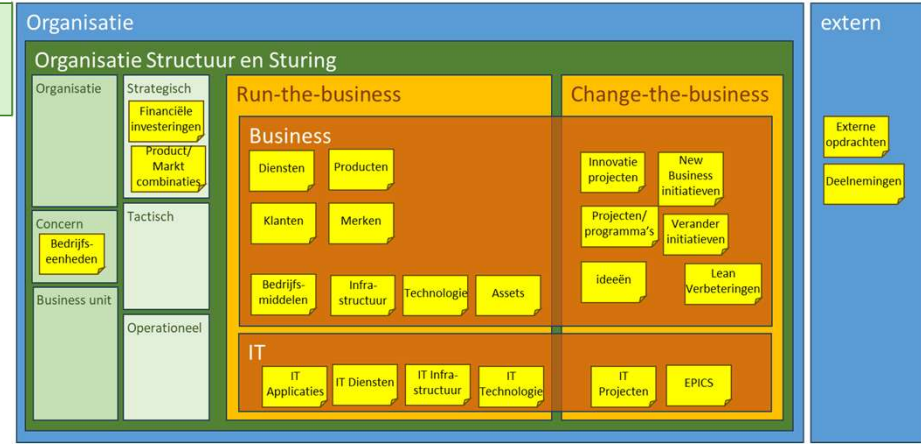 Organisatie
extern
Organisatie Structuur en Sturing
Organisatie
Strategisch
Financiële
investeringen
Product/
Markt
combinaties
Concern
Bedrijfs-
eenheden
Tactisch
Business unit
Operationeel
Run-the-business
Change-the-business
Business
Diensten
Producten
Klanten
Merken
Bedrijfs-
middelen
Infra-
structuur
Technologie
Assets
Innovatie
projecten
New
Business
initiatieven
Projecten/
programma's
Verander
initiatieven
ideeën
Lean
Verbeteringen
IT
IT
Applicaties
IT Diensten
IT Infra-
structuur
IT
Technologie
IT
Projecten
EPICS
Externe
opdrachten
Deelnemingen